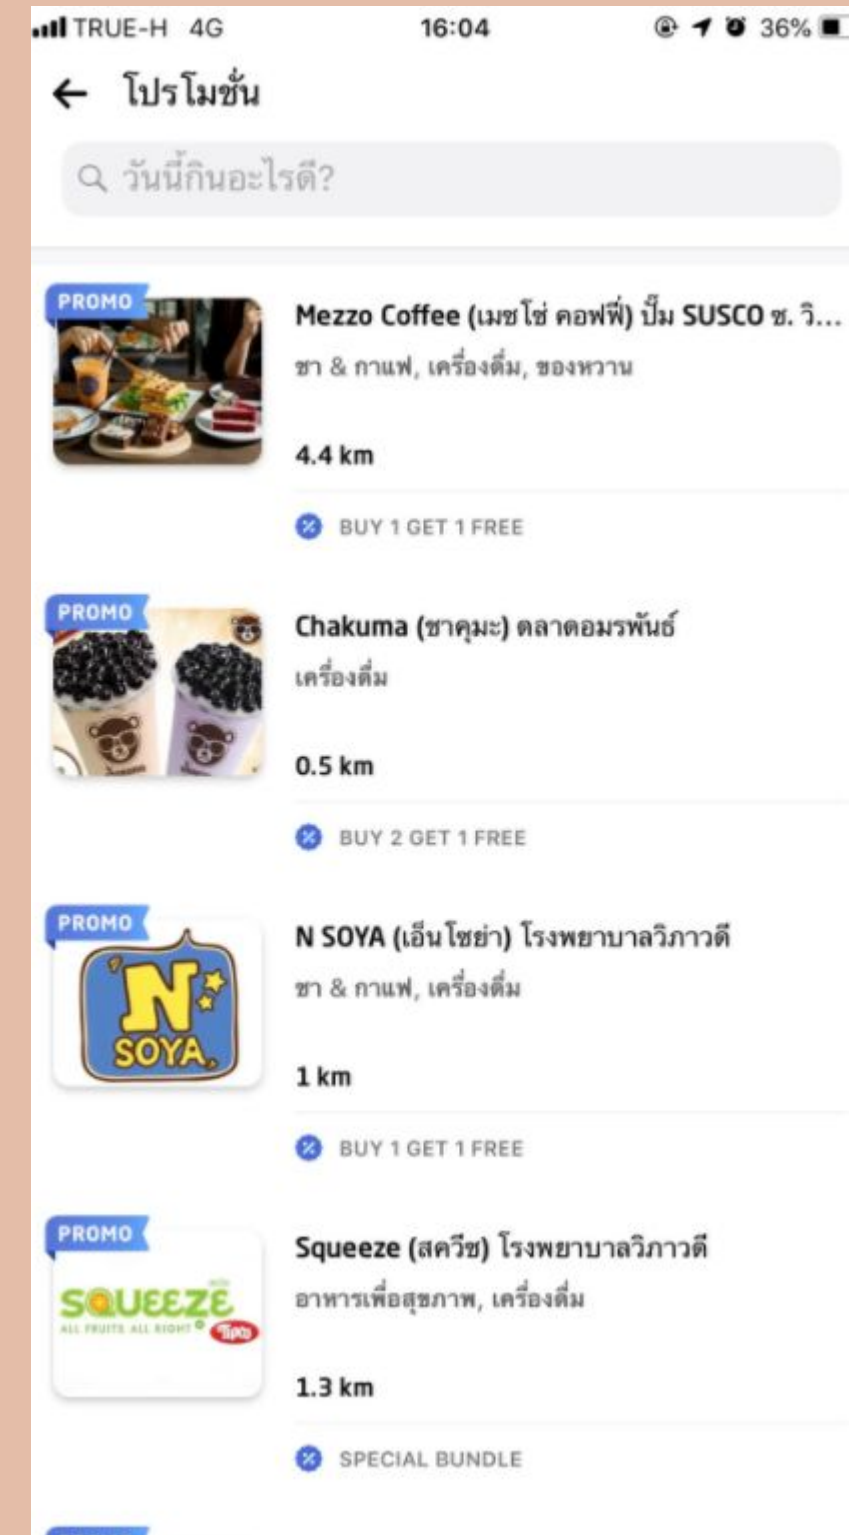 TRUE-H 4G 16:04 36%
โปรโมชั่น
วันนี้กินอะไรดี?
PROMO
Mezzo Coffee (เมซโซ่ คอฟฟี่) ปั๊ม SUSCO ซ. วิ...
ชา & กาแฟ, เครื่องดื่ม, ของหวาน
4.4 km
BUY 1 GET 1 FREE
PROMO
Chakuma (ชาคุมะ) ตลาดอมรพันธ์
เครื่องดื่ม
0.5 km
BUY 2 GET 1 FREE
PROMO
N SOYA (เอ็นโซย่า) โรงพยาบาลวิภาวดี
N
SOYA
ชา & กาแฟ, เครื่องดื่ม
1 km
BUY 1 GET 1 FREE
PROMO
Squeeze (สควีซ) โรงพยาบาลวิภาวดี
SQUEEZE
ALL FRUITS ALL RIGHT
Tipco
อาหารเพื่อสุขภาพ, เครื่องดื่ม
1.3 km
SPECIAL BUNDLE